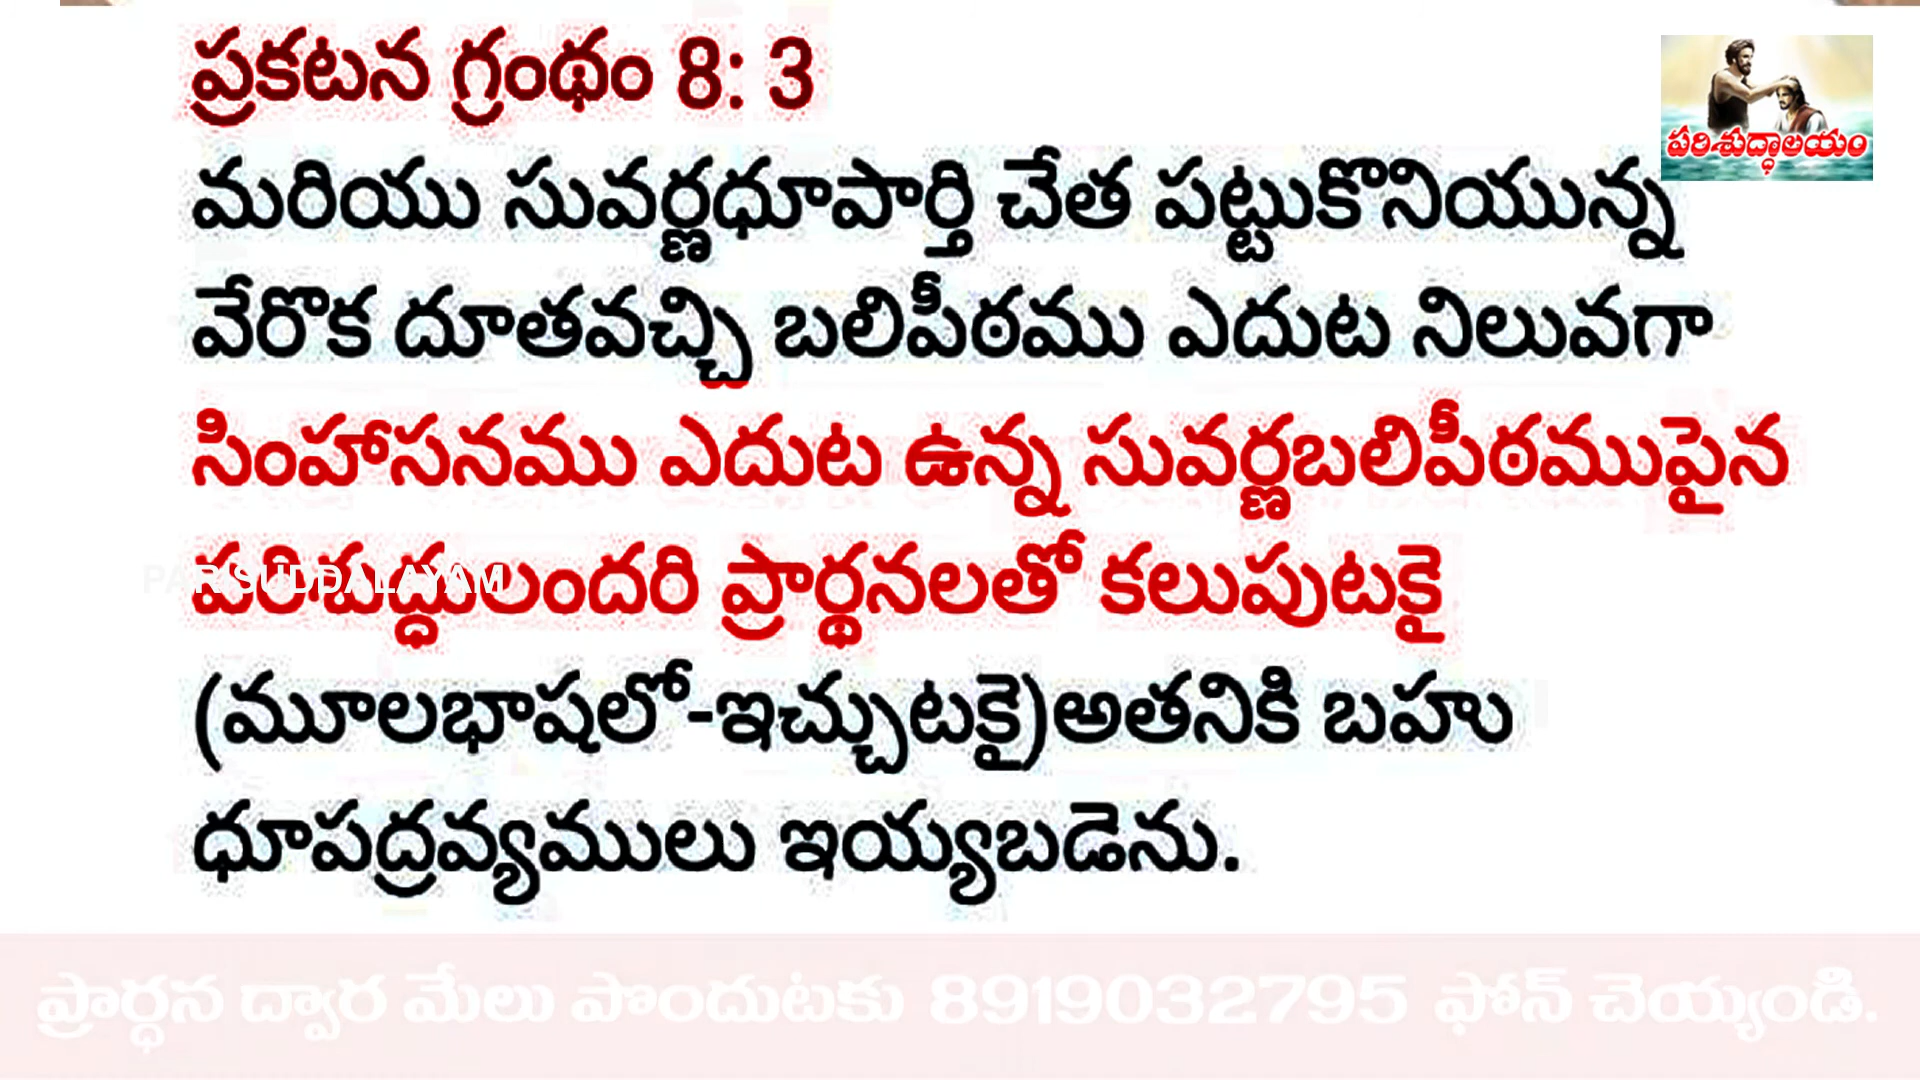 ప్రకటన గ్రంథం 8: 3
పరిశుద్ధాలయం
మరియు సువర్ణధూపార్తి చేత పట్టుకొనియున్న
వేరొక దూతవచ్చి బలిపీఠము ఎదుట నిలువగా
సింహాసనము ఎదుట ఉన్న సువర్ణబలిపీఠముపైన
పరిశుద్ధులందరి ప్రార్థనలతో కలుపుటకై
PARISUDDALAYAM
(మూలభాషలో-ఇచ్చుటకై)అతనికి బహు
ధూపద్రవ్యములు ఇయ్యబడెను.
ప్రార్ధన ద్వార మేలు పొందుటకు 8919032795 ఫోన్ చెయ్యండి.